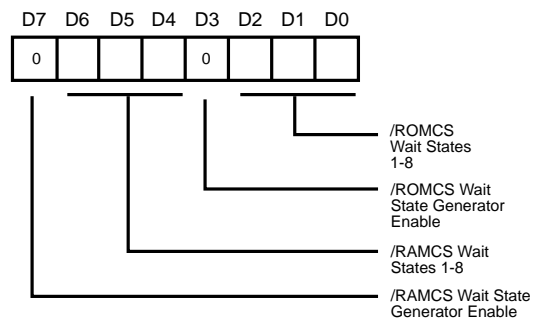 D7 D6 D5 D4 D3 D2 D1 D0
0 0
/ROMCS
Wait States
1-8
/ROMCS Wait
State Generator
Enable
/RAMCS Wait
States 1-8
/RAMCS Wait State
Generator Enable